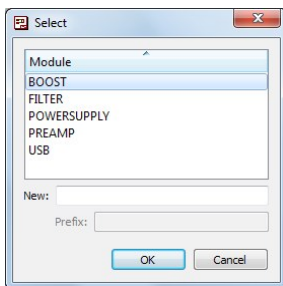 Select
Module
BOOST
FILTER
POWERSUPPLY
PREAMP
USB
New:
Prefix:
OK Cancel